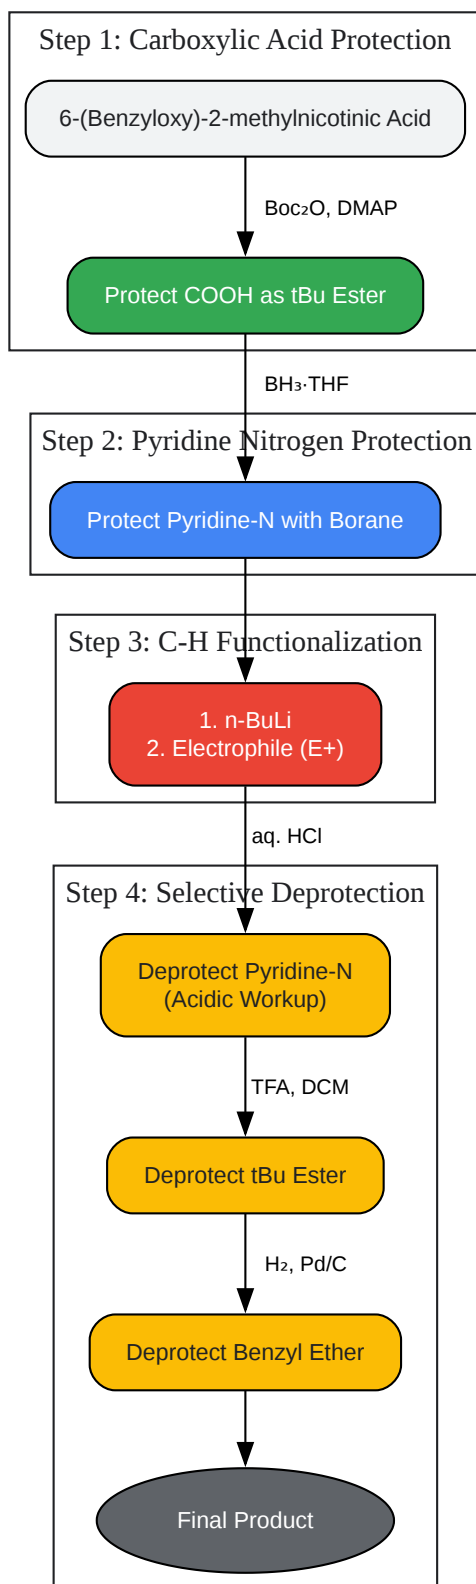 Step 1: Carboxylic Acid Protection
6-(Benzyloxy)-2-methylnicotinic Acid
Boc₂O, DMAP
Protect COOH as tBu Ester
BH₃·THF
Step 2: Pyridine Nitrogen Protection
Protect Pyridine-N with Borane
Step 3: C-H Functionalization
1. n-BuLi
2. Electrophile (E+)
aq. HCl
Step 4: Selective Deprotection
Deprotect Pyridine-N
(Acidic Workup)
TFA, DCM
Deprotect tBu Ester
H₂, Pd/C
Deprotect Benzyl Ether
Final Product